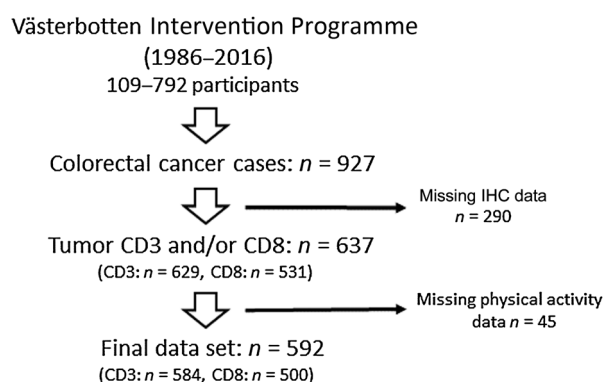 Västerbotten Intervention Programme
(1986–2016)
109–792 participants
Colorectal cancer cases: n = 927
Missing IHC data
n = 290
Tumor CD3 and/or CD8: n = 637
(CD3: n = 629, CD8: n = 531)
Missing physical activity
data n = 45
Final data set: n = 592
(CD3: n = 584, CD8: n = 500)